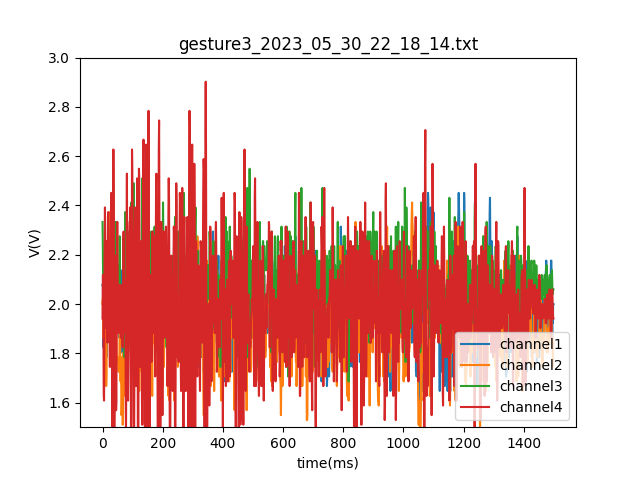 gesture3_2023_05_30_22_18_14.txt
V(V)
3.0
2.8
2.6
2.4
2.2
2.0
1.8
1.6
channel1
channel2
channel3
channel4
0 200 400 600 800 1000 1200 1400
time(ms)